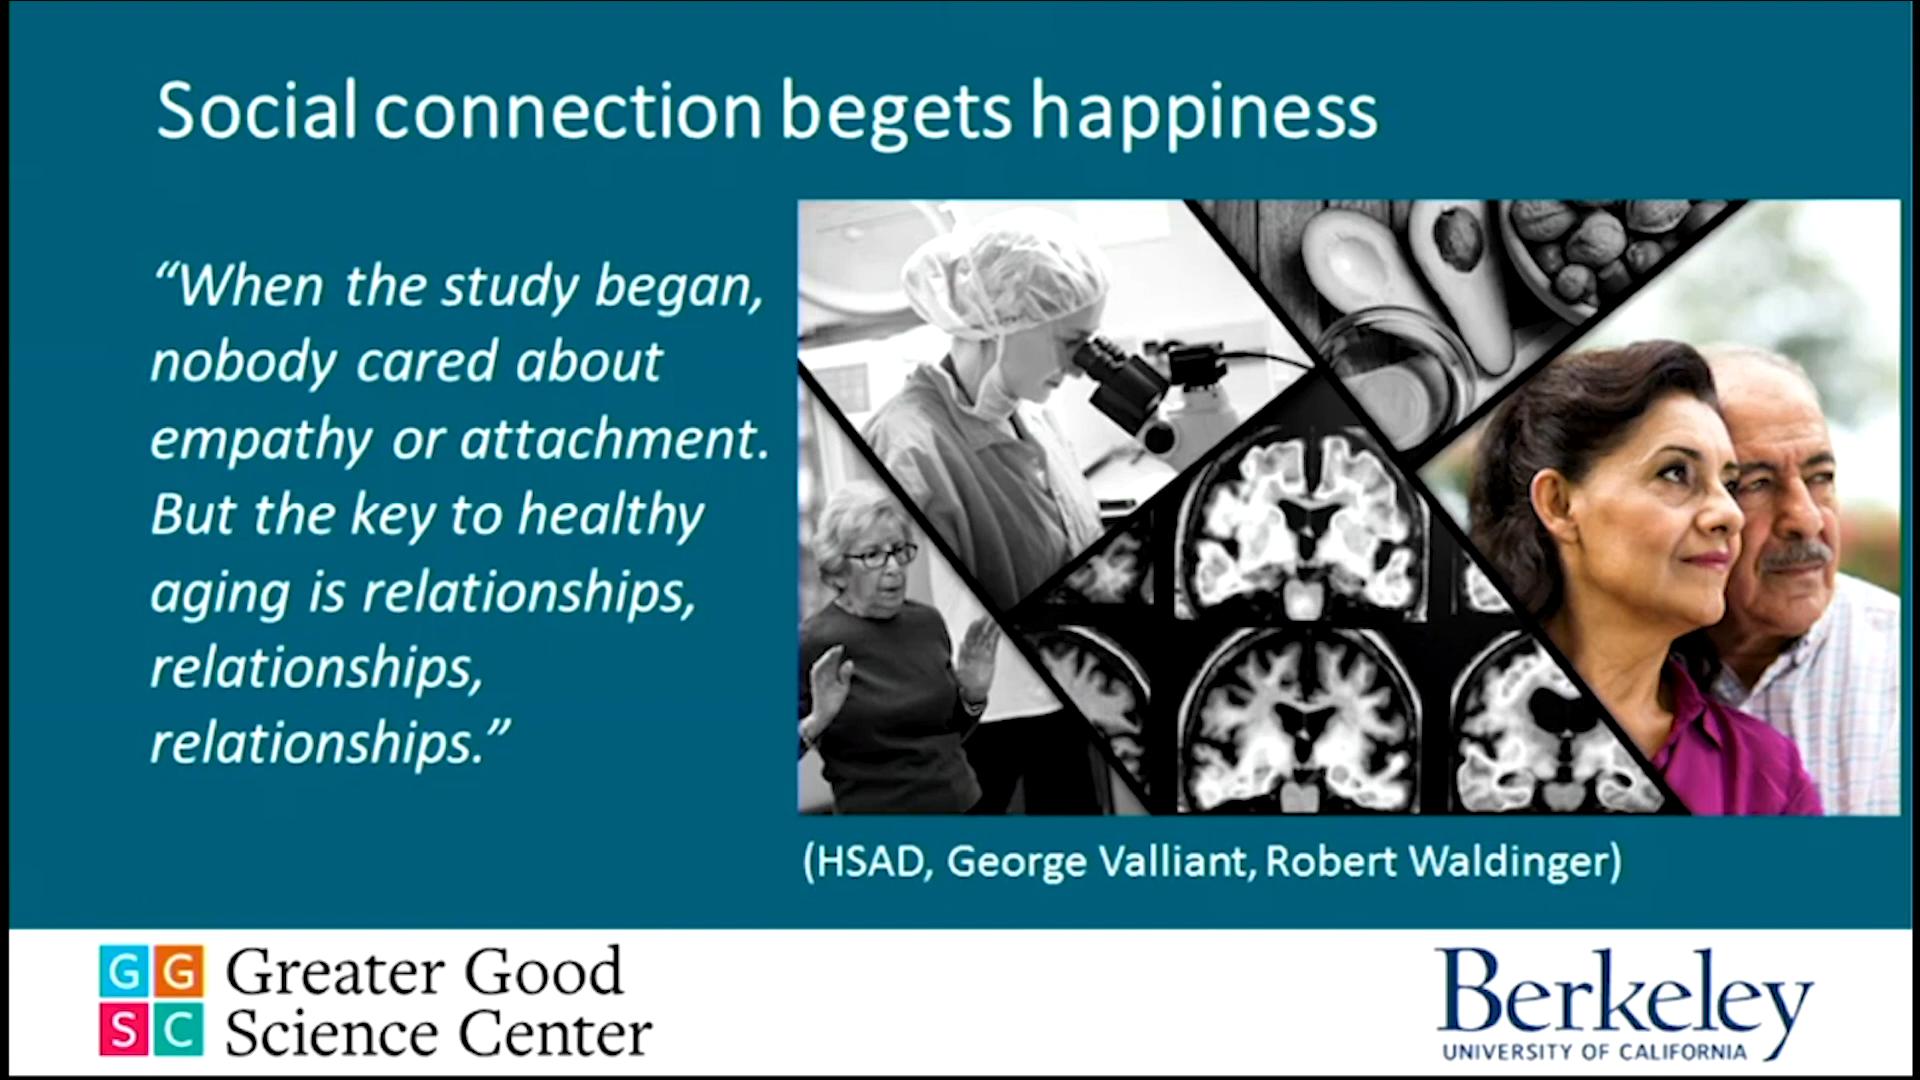 Social connection begets happiness
“When the study began,
nobody cared about
empathy or attachment.
But the key to healthy
aging is relationships,
relationships,
relationships.”
(HSAD, George Valliant, Robert Waldinger)
G G
S C
Greater Good
Science Center
Berkeley
UNIVERSITY OF CALIFORNIA